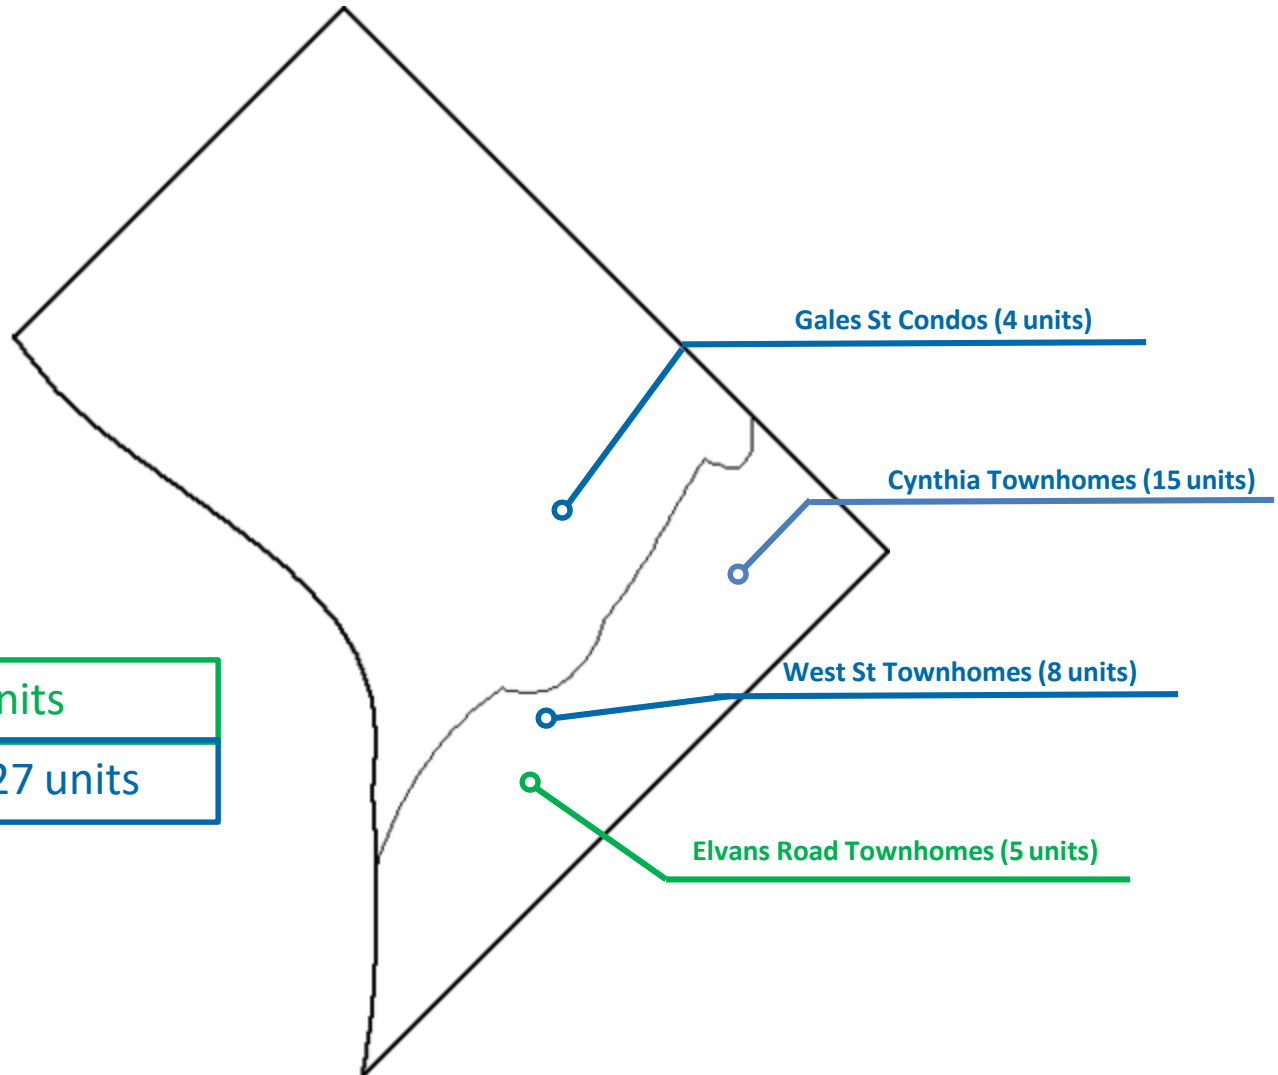 Gales St Condos (4 units)
Cynthia Townhomes (15 units)
West St Townhomes (8 units)
27 units
Elvans Road Townhomes (5 units)